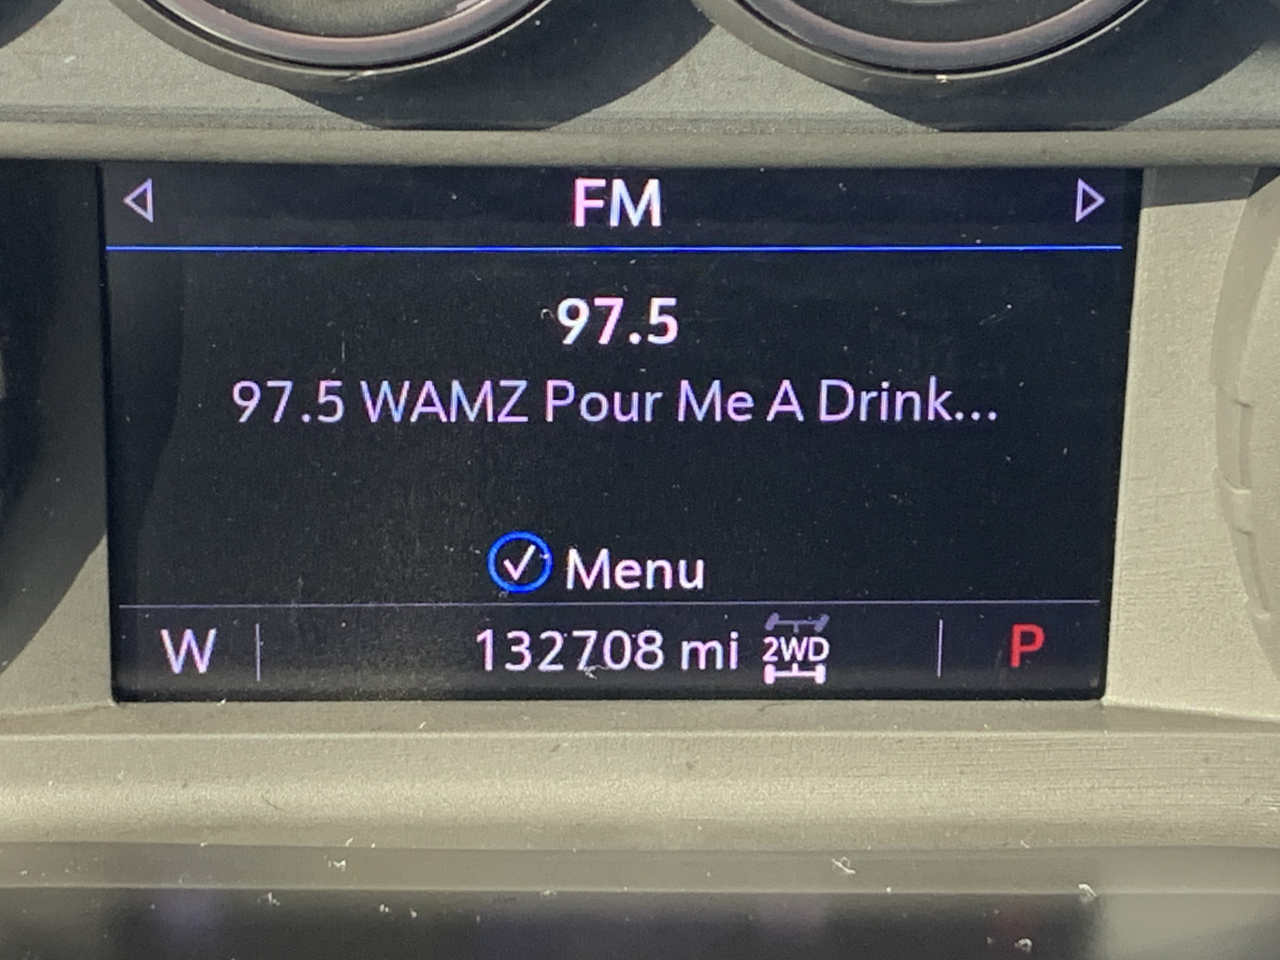 FM
97.5
97.5 WAMZ Pour Me A Drink...
Menu
W 132708 mi 2WD P